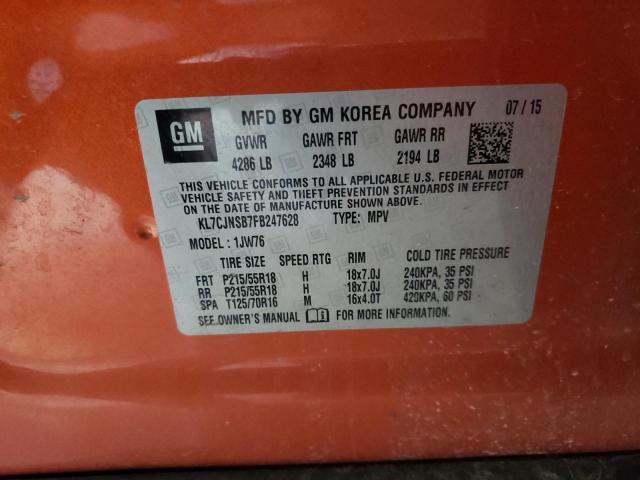 GM
MFD BY GM KOREA COMPANY 07 / 15
GVWR GAWR FRT GAWR RR
4286 LB 2348 LB 2194 LB
THIS VEHICLE CONFORMS TO ALL APPLICABLE U.S. FEDERAL MOTOR
VEHICLE SAFETY AND THEFT PREVENTION STANDARDS IN EFFECT
ON THE DATE OF MANUFACTURE SHOWN ABOVE.
KL7CJNSB7FB247628 TYPE: MPV
MODEL: 1JW76
TIRE SIZE SPEED RTG RIM COLD TIRE PRESSURE
FRT P215/55R18 H 18x7.0J 240KPA, 35 PSI
RR P215/55R18 H 18x7.0J 240KPA, 35 PSI
SPA T125/70R16 M 16x4.0T 420KPA, 60 PSI
SEE OWNER'S MANUAL FOR MORE INFORMATION.